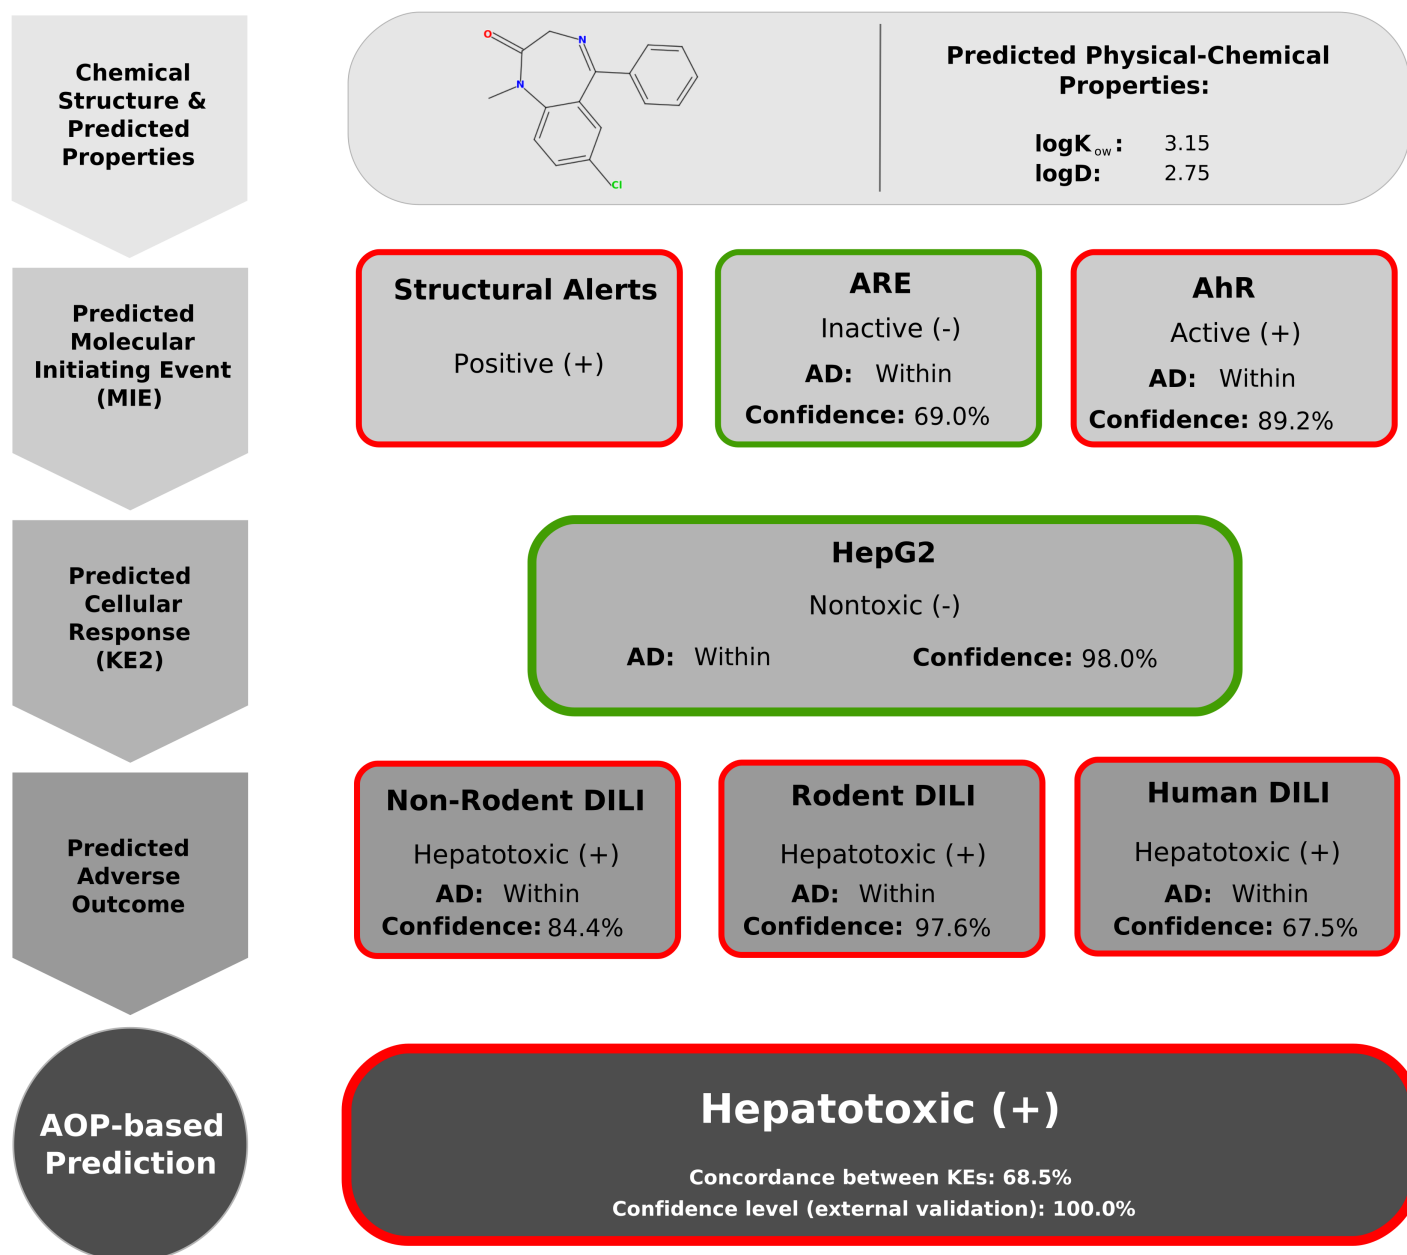 Chemical
Structure &
Predicted
Properties
O
N
N
Cl
Predicted Physical-Chemical
Properties:
logKow: 3.15
logD: 2.75
Predicted
Molecular
Initiating Event
(MIE)
Structural Alerts
Positive (+)
ARE
Inactive (-)
AD: Within
Confidence: 69.0%
AhR
Active (+)
AD: Within
Confidence: 89.2%
Predicted
Cellular
Response
(KE2)
HepG2
Nontoxic (-)
AD: Within Confidence: 98.0%
Predicted
Adverse
Outcome
Non-Rodent DILI
Hepatotoxic (+)
AD: Within
Confidence: 84.4%
Rodent DILI
Hepatotoxic (+)
AD: Within
Confidence: 97.6%
Human DILI
Hepatotoxic (+)
AD: Within
Confidence: 67.5%
AOP-based
Prediction
Hepatotoxic (+)
Concordance between KEs: 68.5%
Confidence level (external validation): 100.0%